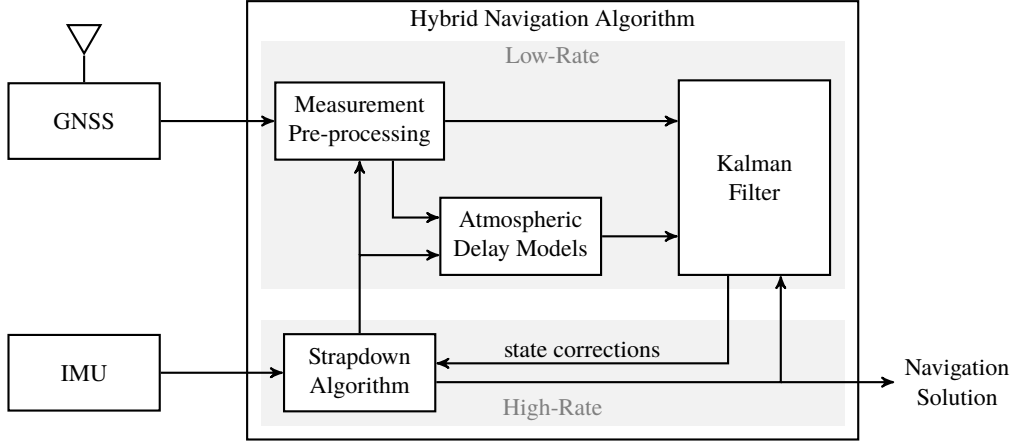 Hybrid Navigation Algorithm
Low-Rate
GNSS
Measurement
Pre-processing
Kalman
Filter
Atmospheric
Delay Models
IMU
Strapdown
Algorithm
state corrections
High-Rate
Navigation
Solution